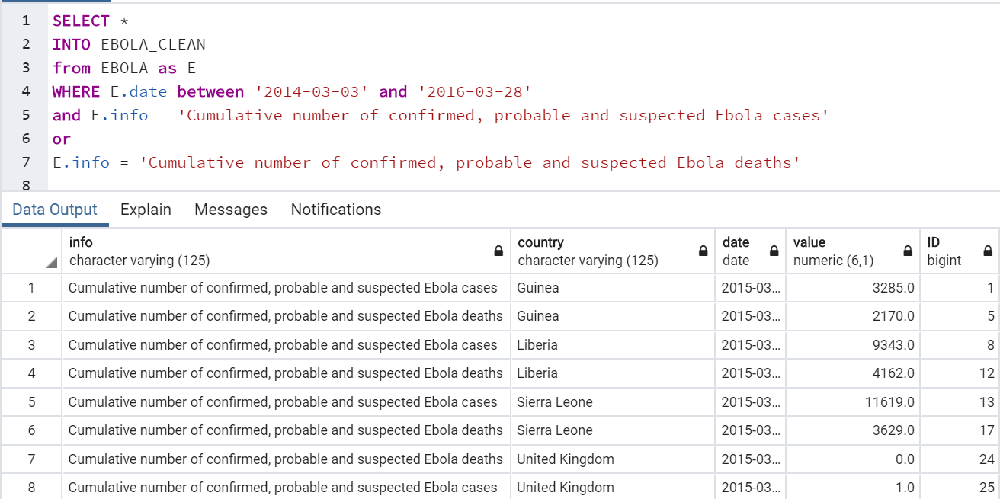 1 SELECT *
2 INTO EBOLA_CLEAN
3 from EBOLA as E
4 WHERE E.date between '2014-03-03' and '2016-03-28'
5 and E.info = 'Cumulative number of confirmed, probable and suspected Ebola cases'
6 or
7 E.info = 'Cumulative number of confirmed, probable and suspected Ebola deaths'
8
Data Output Explain Messages Notifications
info country date value ID
character varying (125) character varying (125) date numeric (6,1) bigint
1 Cumulative number of confirmed, probable and suspected Ebola cases Guinea 2015-03... 3285.0 1
2 Cumulative number of confirmed, probable and suspected Ebola deaths Guinea 2015-03... 2170.0 5
3 Cumulative number of confirmed, probable and suspected Ebola cases Liberia 2015-03... 9343.0 8
4 Cumulative number of confirmed, probable and suspected Ebola deaths Liberia 2015-03... 4162.0 12
5 Cumulative number of confirmed, probable and suspected Ebola cases Sierra Leone 2015-03... 11619.0 13
6 Cumulative number of confirmed, probable and suspected Ebola deaths Sierra Leone 2015-03... 3629.0 17
7 Cumulative number of confirmed, probable and suspected Ebola deaths United Kingdom 2015-03... 0.0 24
8 Cumulative number of confirmed, probable and suspected Ebola cases United Kingdom 2015-03... 1.0 25